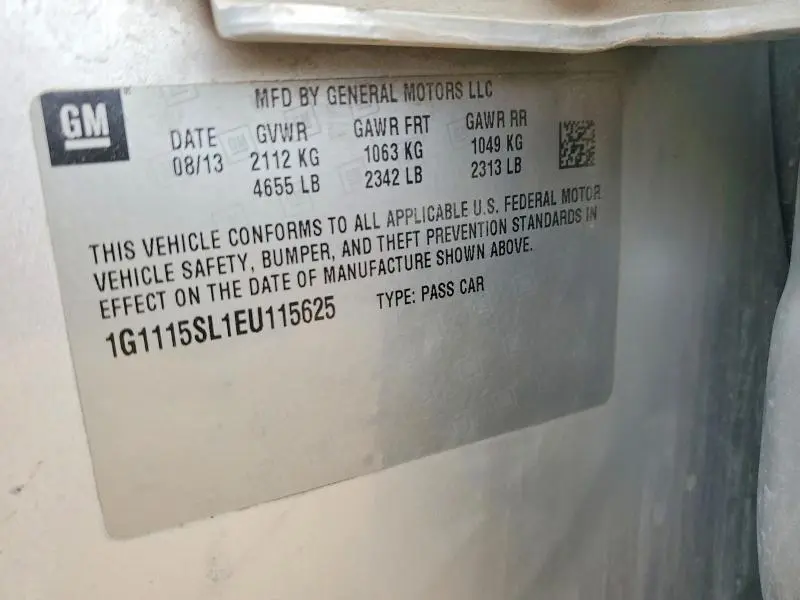 GM
MFD BY GENERAL MOTORS LLC
DATE GVWR GAWR FRT GAWR RR
08/13 2112 KG 1063 KG 1049 KG
4655 LB 2342 LB 2313 LB
THIS VEHICLE CONFORMS TO ALL APPLICABLE U.S. FEDERAL MOTOR
VEHICLE SAFETY, BUMPER, AND THEFT PREVENTION STANDARDS IN
EFFECT ON THE DATE OF MANUFACTURE SHOWN ABOVE.
1G1115SL1EU115625 TYPE: PASS CAR